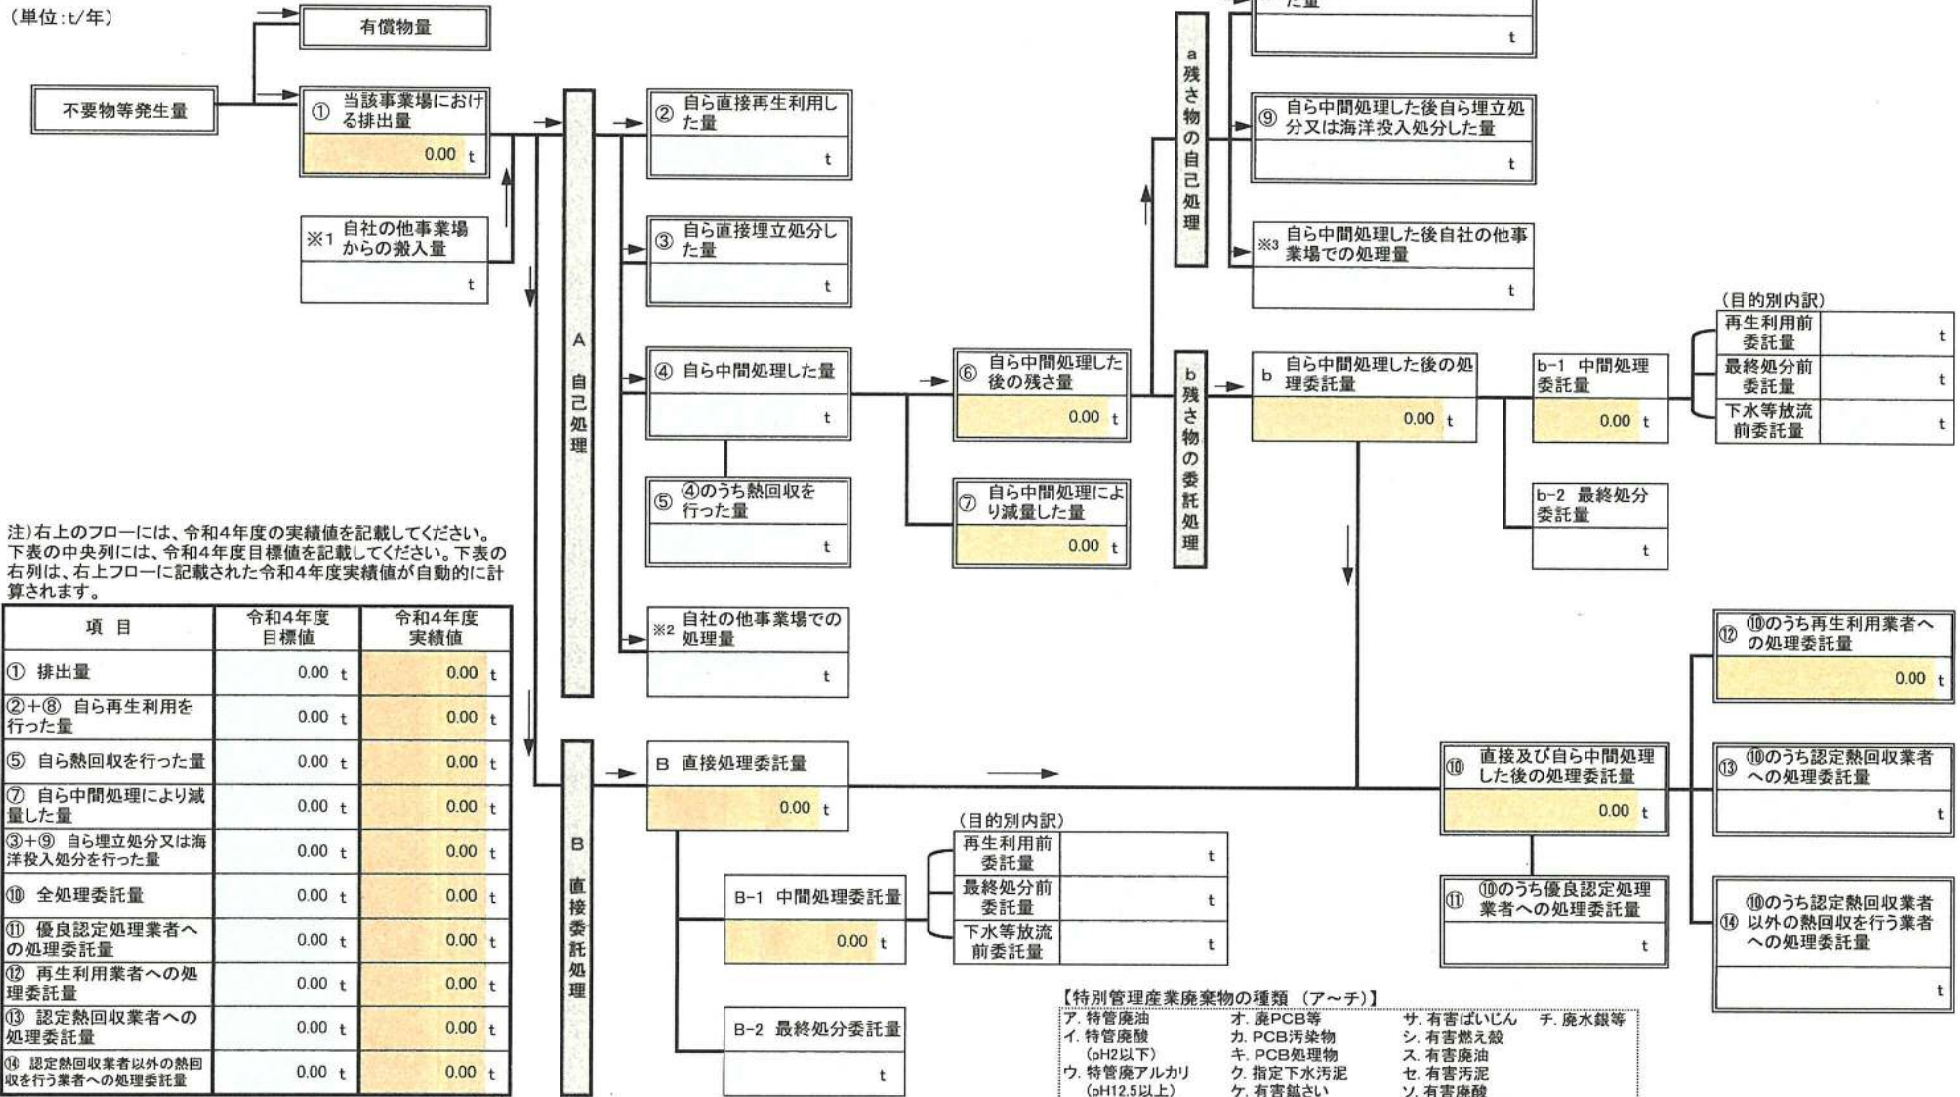 (単位:t/年)
有償物量
不要物等発生量
① 当該事業場におけ
る排出量
0.00 t
※1 自社の他事業場
からの搬入量
t
A 自己処理
② 自ら直接再生利用し
た量
t
③ 自ら直接埋立処分し
た量
t
④ 自ら中間処理した量
t
⑤ ④のうち熱回収を
行った量
t
※2 自社の他事業場での
処理量
t
⑥ 自ら中間処理した
後の残さ量
0.00 t
⑦ 自ら中間処理によ
り減量した量
0.00 t
a 残さ物の自己処理
た量
t
⑨ 自ら中間処理した後自ら埋立処
分又は海洋投入処分した量
t
※3 自ら中間処理した後自社の他事
業場での処理量
t
b 残さ物の委託処理
b 自ら中間処理した後の処
理委託量
0.00 t
b-1 中間処理
委託量
0.00 t
(目的別内訳)
再生利用前
委託量
t
最終処分前
委託量
t
下水等放流
前委託量
t
b-2 最終処分
委託量
t
注)右上のフローには、令和4年度の実績値を記載してください。
下表の中央列には、令和4年度目標値を記載してください。下表の
右列は、右上フローに記載された令和4年度実績値が自動的に計
算されます。
項 目 令和4年度 目標値 令和4年度 実績値
① 排出量 0.00 t 0.00 t
②+⑧ 自ら再生利用を
行った量 0.00 t 0.00 t
⑤ 自ら熱回収を行った量 0.00 t 0.00 t
⑦ 自ら中間処理により減
量した量 0.00 t 0.00 t
③+⑨ 自ら埋立処分又は海
洋投入処分を行った量 0.00 t 0.00 t
⑩ 全処理委託量 0.00 t 0.00 t
⑪ 優良認定処理業者へ
の処理委託量 0.00 t 0.00 t
⑫ 再生利用業者への処
理委託量 0.00 t 0.00 t
⑬ 認定熱回収業者への
処理委託量 0.00 t 0.00 t
⑭ 認定熱回収業者以外の熱回
収を行う業者への処理委託量 0.00 t 0.00 t
B 直接委託処理
B 直接処理委託量
0.00 t
B-1 中間処理委託量
0.00 t
(目的別内訳)
再生利用前
委託量
t
最終処分前
委託量
t
下水等放流
前委託量
t
B-2 最終処分委託量
t
⑩ 直接及び自ら中間処理
した後の処理委託量
0.00 t
⑪ ⑩のうち優良認定処理
業者への処理委託量
t
⑫ ⑩のうち再生利用業者へ
の処理委託量
0.00 t
⑬ ⑩のうち認定熱回収業者
への処理委託量
t
⑭ ⑩のうち認定熱回収業者
以外の熱回収を行う業者
への処理委託量
t
【特別管理産業廃棄物の種類 (ア～チ)】
ア. 特管廃油 オ. 廃PCB等 サ. 有害ばいじん チ. 廃水銀等
イ. 特管廃酸 カ. PCB汚染物 シ. 有害燃え殻
(pH2以下) キ. PCB処理物 ス. 有害廃油
ウ. 特管廃アルカリ ク. 指定下水汚泥 セ. 有害汚泥
(pH12.5以上) ケ. 有害鉱さい ソ. 有害廃酸